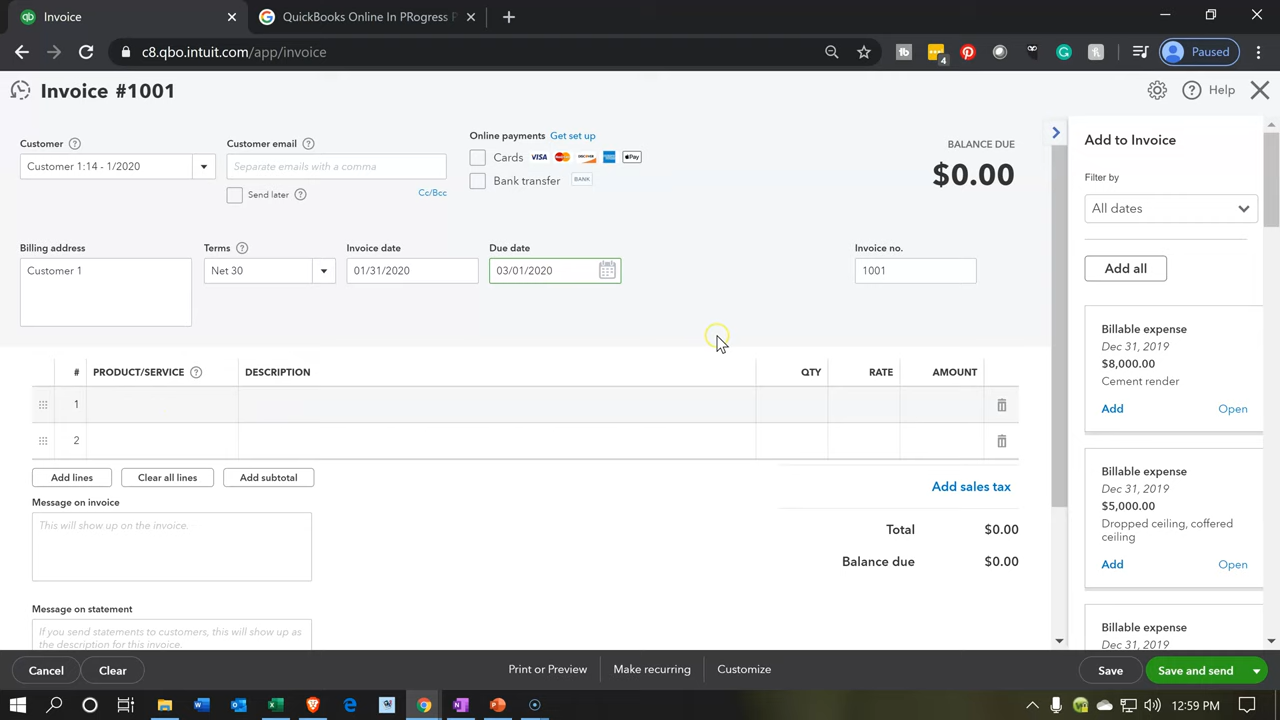 qb Invoice
G QuickBooks Online In PRogress P
c8.qbo.intuit.com/app/invoice
tb
4
Paused
Invoice #1001
Help
Customer
Customer email
Online payments Get set up
BALANCE DUE
Customer 1:14 - 1/2020
Separate emails with a comma
Cards VISA DISCOVER Pay
$0.00
Send later
Cc/Bcc
Bank transfer BANK
Billing address
Terms
Invoice date
Due date
Invoice no.
Customer 1
Net 30
01/31/2020
03/01/2020
1001
# PRODUCT/SERVICE DESCRIPTION QTY RATE AMOUNT
1
2
Add lines
Clear all lines
Add subtotal
Add sales tax
Message on invoice
This will show up on the invoice.
Total $0.00
Balance due $0.00
Message on statement
If you send statements to customers, this will show up as
the description for this invoice.
Add to Invoice
Filter by
All dates
Add all
Billable expense
Dec 31, 2019
$8,000.00
Cement render
Add Open
Billable expense
Dec 31, 2019
$5,000.00
Dropped ceiling, coffered
ceiling
Add Open
Billable expense
Dec 31, 2019
Cancel
Clear
Print or Preview
Make recurring
Customize
Save
Save and send
12:59 PM